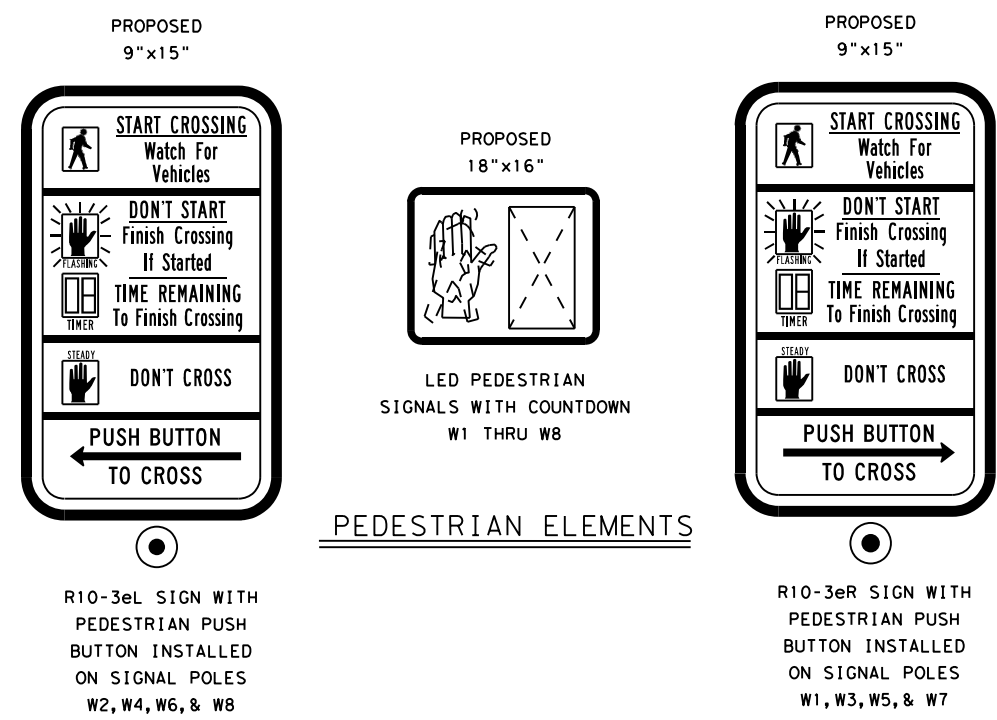 PROPOSED
9"x15"
START CROSSING
Watch For
Vehicles
DON'T START
Finish Crossing
If Started
FLASHING
TIME REMAINING
To Finish Crossing
TIMER
STEADY
DON'T CROSS
PUSH BUTTON
TO CROSS
R10-3eL SIGN WITH
PEDESTRIAN PUSH
BUTTON INSTALLED
ON SIGNAL POLES
W2, W4, W6, & W8
PROPOSED
18"x16"
LED PEDESTRIAN
SIGNALS WITH COUNTDOWN
W1 THRU W8
PEDESTRIAN ELEMENTS
PROPOSED
9"x15"
START CROSSING
Watch For
Vehicles
DON'T START
Finish Crossing
If Started
FLASHING
TIME REMAINING
To Finish Crossing
TIMER
STEADY
DON'T CROSS
PUSH BUTTON
TO CROSS
R10-3eR SIGN WITH
PEDESTRIAN PUSH
BUTTON INSTALLED
ON SIGNAL POLES
W1, W3, W5, & W7